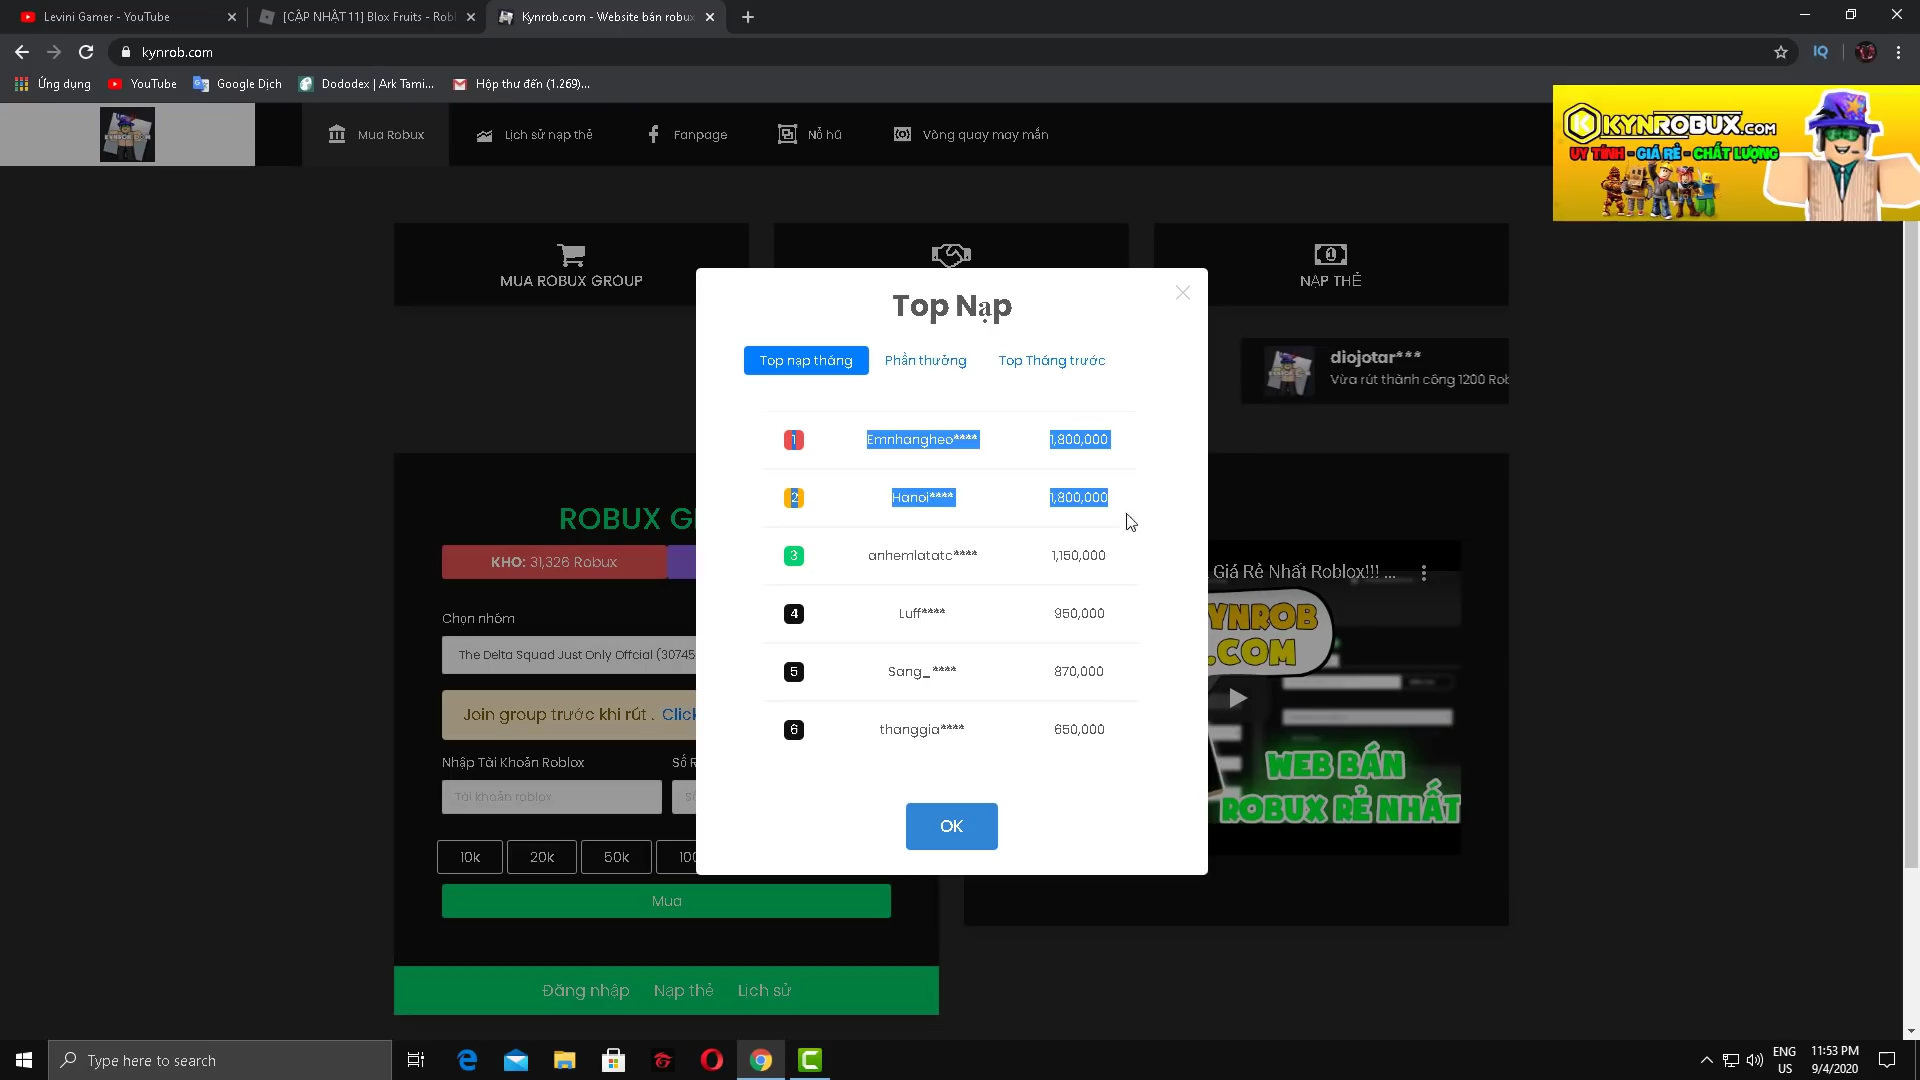 Levini Gamer - YouTube
[CẬP NHẬT 11] Blox Fruits - Robl
Kynrob.com - Website bán robux
kynrob.com
IQ
Ứng dụng
YouTube
Google Dịch
Dododex | Ark Tami...
Hộp thư đến (1.269)...
Mua Robux
Lịch sử nạp thẻ
Fanpage
Nổ hũ
Vòng quay may mắn
KYNROBUX.COM
UY TÍNH - GIÁ RẺ - CHẤT LƯỢNG
MUA ROBUX GROUP
NẠP THẺ
diojotar***
Vừa rút thành công 1200 Rob
Top Nạp
Top nạp tháng
Phần thưởng
Top Tháng trước
1 Emnhangheo**** 1,800,000
2 Hanoi**** 1,800,000
3 anhemlatatc**** 1,150,000
4 Luff**** 950,000
5 Sang_**** 870,000
6 thanggia**** 650,000
OK
ROBUX G
KHO: 31,326 Robux
Chọn nhóm
The Delta Squad Just Only Offcial (30745
Join group trước khi rút . Click
Nhập Tài Khoản Roblox
Số R
Tài khoản roblox
Số
10k
20k
50k
100
Mua
Đăng nhập
Nạp thẻ
Lịch sử
Giá Rẻ Nhất Roblox!!! ...
KYNROB
.COM
WEB BÁN
ROBUX RẺ NHẤT
Type here to search
ENG
US
11:53 PM
9/4/2020